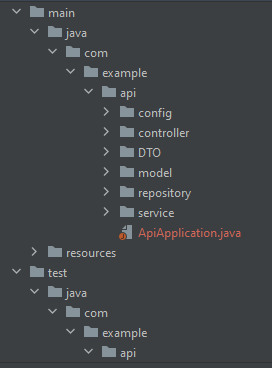 main
java
com
example
api
config
controller
DTO
model
repository
service
ApiApplication.java
resources
test
java
com
example
api